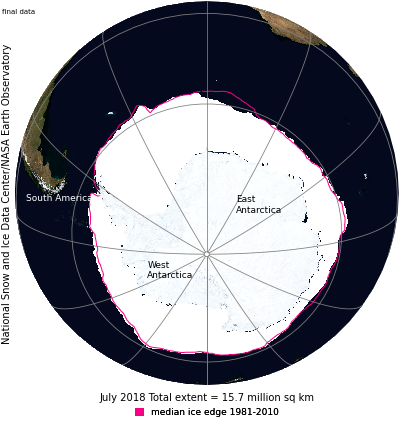 final data
National Snow and Ice Data Center/NASA Earth Observatory
South America
East
Antarctica
West
Antarctica
July 2018 Total extent = 15.7 million sq km
median ice edge 1981-2010